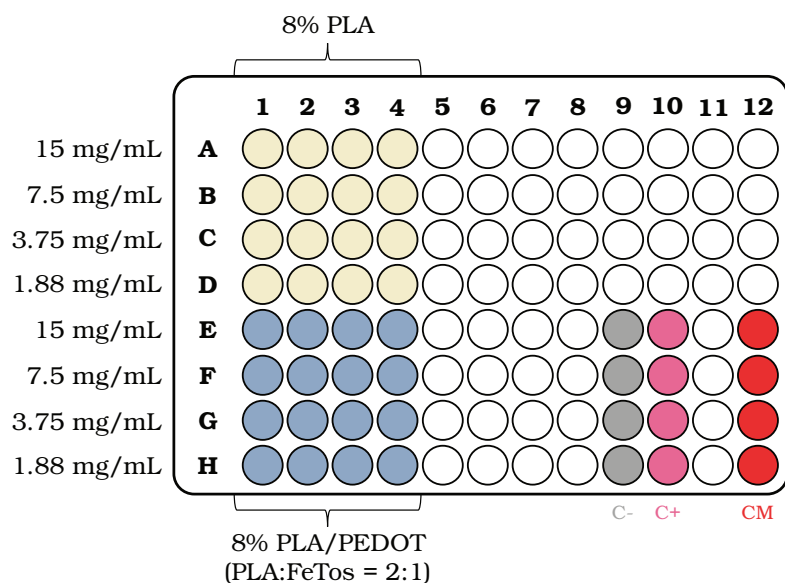 8% PLA
1 2 3 4 5 6 7 8 9 10 11 12
15 mg/mL A
7.5 mg/mL B
3.75 mg/mL C
1.88 mg/mL D
15 mg/mL E
7.5 mg/mL F
3.75 mg/mL G
1.88 mg/mL H
C- C+ CM
8% PLA/PEDOT
(PLA:FeTos = 2:1)